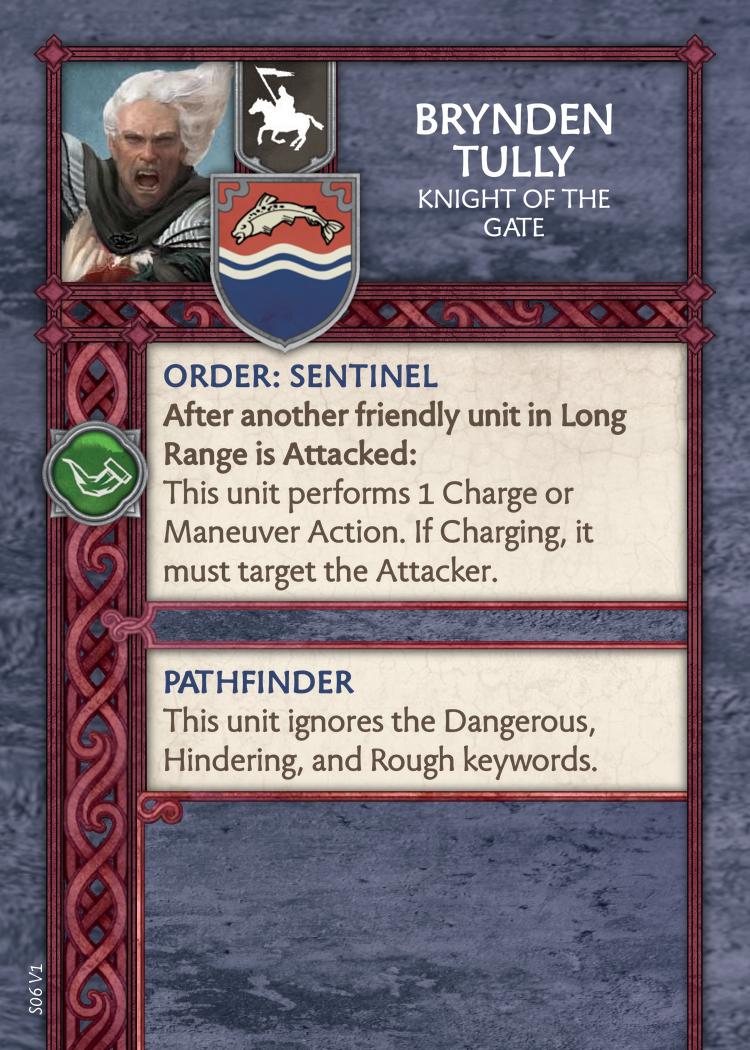 BRYNDEN
TULLY
KNIGHT OF THE
GATE
ORDER: SENTINEL
After another friendly unit in Long
Range is Attacked:
This unit performs 1 Charge or
Maneuver Action. If Charging, it
must target the Attacker.
PATHFINDER
This unit ignores the Dangerous,
Hindering, and Rough keywords.
S06 V1